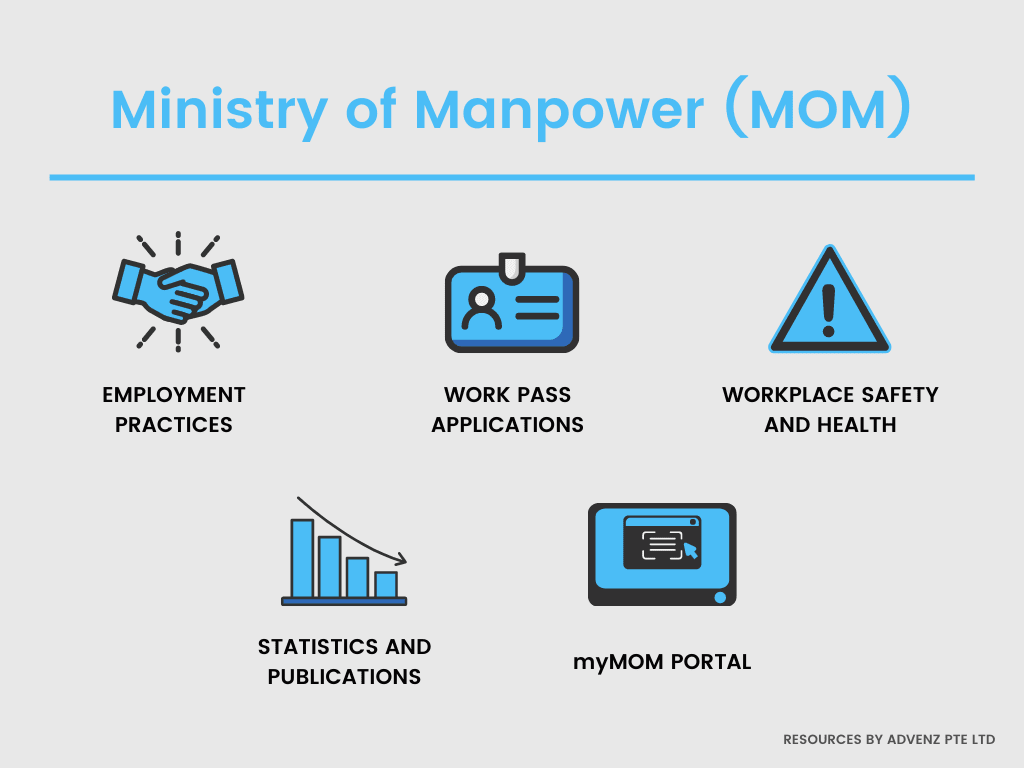 Ministry of Manpower (MOM)
EMPLOYMENT
PRACTICES
WORK PASS
APPLICATIONS
WORKPLACE SAFETY
AND HEALTH
STATISTICS AND
PUBLICATIONS
myMOM PORTAL
RESOURCES BY ADVENZ PTE LTD